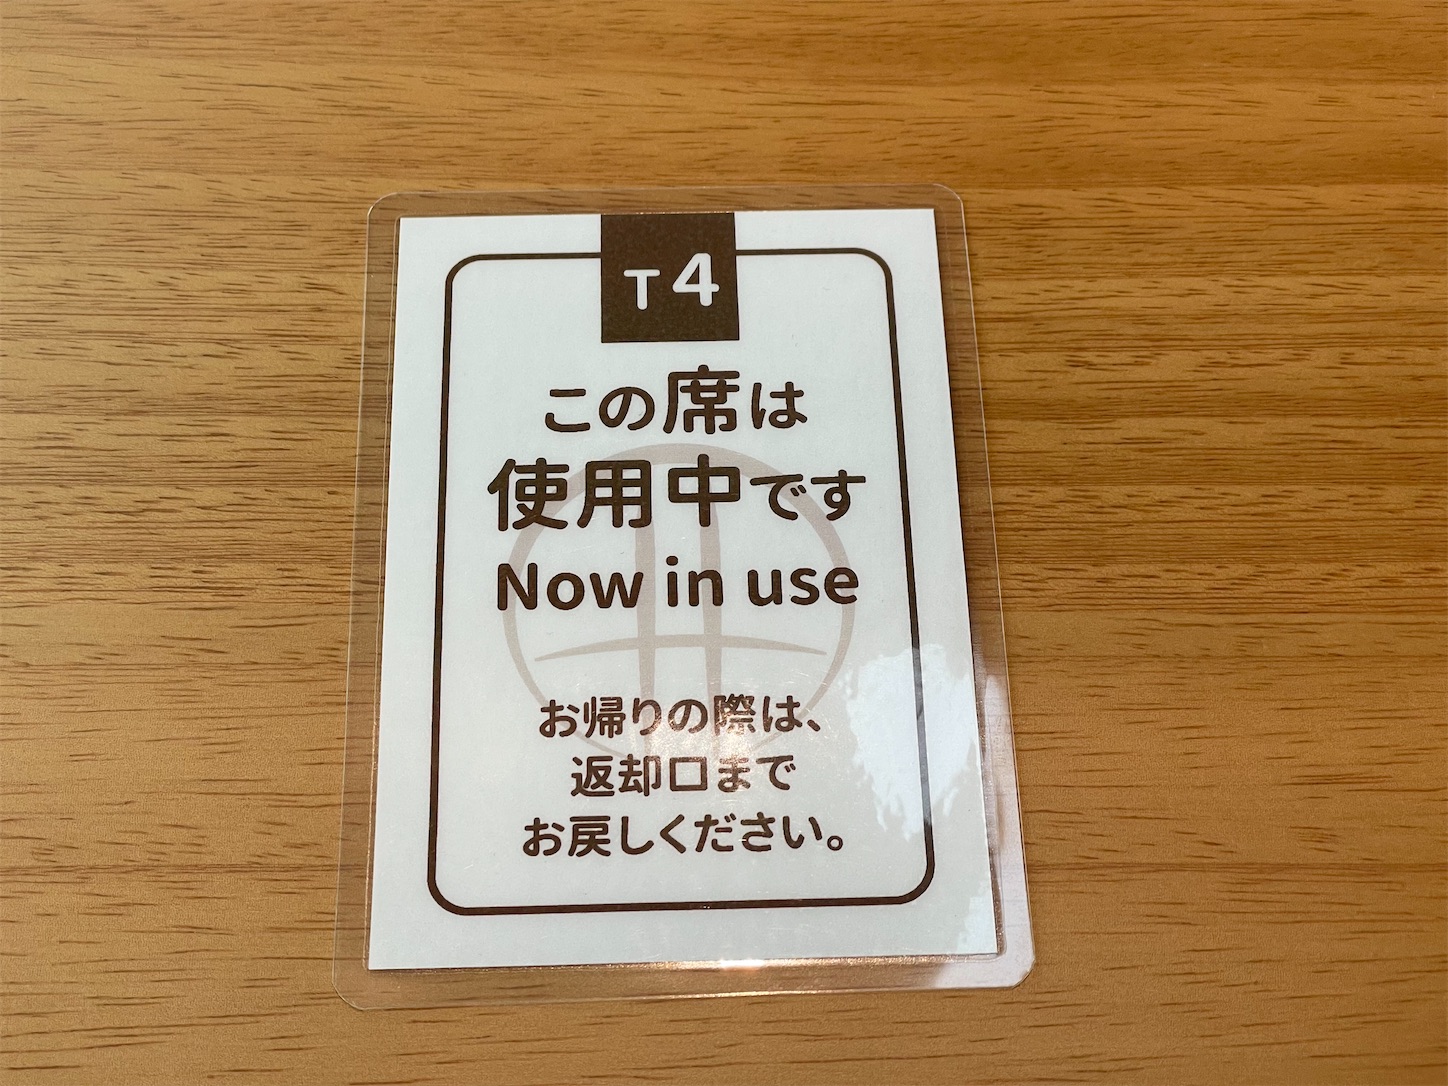 T4
この席は
使用中です
Now in use
お帰りの際は、
返却口まで
お戻しください。